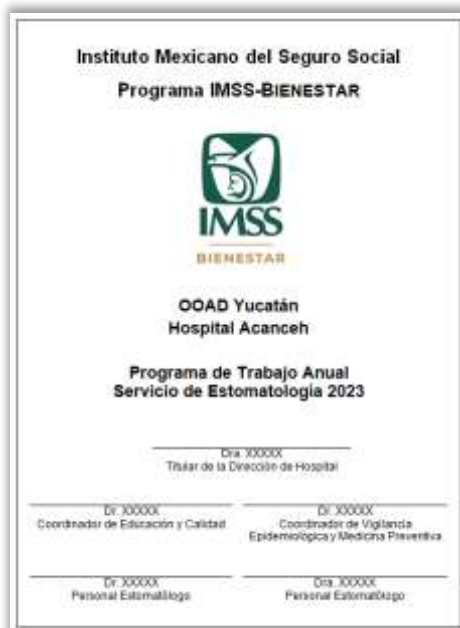 Instituto Mexicano del Seguro Social
Programa IMSS-BIENESTAR
IMSS
BIENESTAR
OOAD Yucatán
Hospital Acanceh
Programa de Trabajo Anual
Servicio de Estomatología 2023
Dra. XXXXX
Titular de la Dirección de Hospital
Dr. XXXXX
Coordinador de Educación y Calidad
Dr. XXXXX
Coordinador de Vigilancia
Epidemiológica y Medicina Preventiva
Dr. XXXXX
Personal Estomatólogo
Dra. XXXXX
Personal Estomatólogo